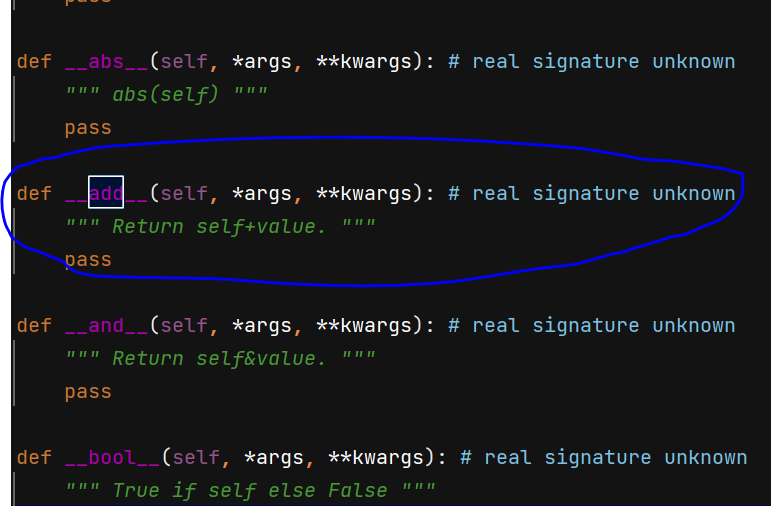 pass
def __abs__(self, *args, **kwargs): # real signature unknown
""" abs(self) """
pass
def __add__(self, *args, **kwargs): # real signature unknown
""" Return self+value. """
pass
def __and__(self, *args, **kwargs): # real signature unknown
""" Return self&value. """
pass
def __bool__(self, *args, **kwargs): # real signature unknown
""" True if self else False """